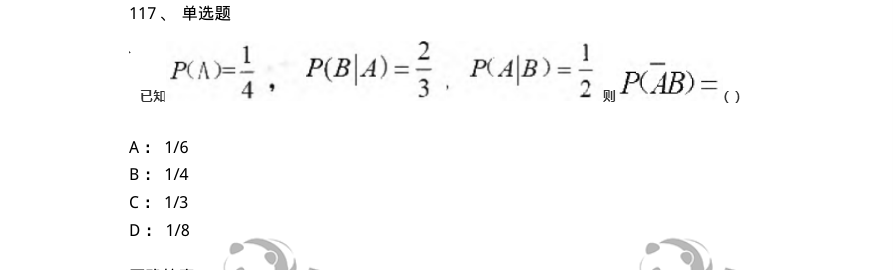 117 、 单选题
已知 P(A)=1/4 ， P(B|A)=2/3 ， P(A|B)=1/2 则 P(A̅B)= ( )
A： 1/6
B： 1/4
C： 1/3
D： 1/8